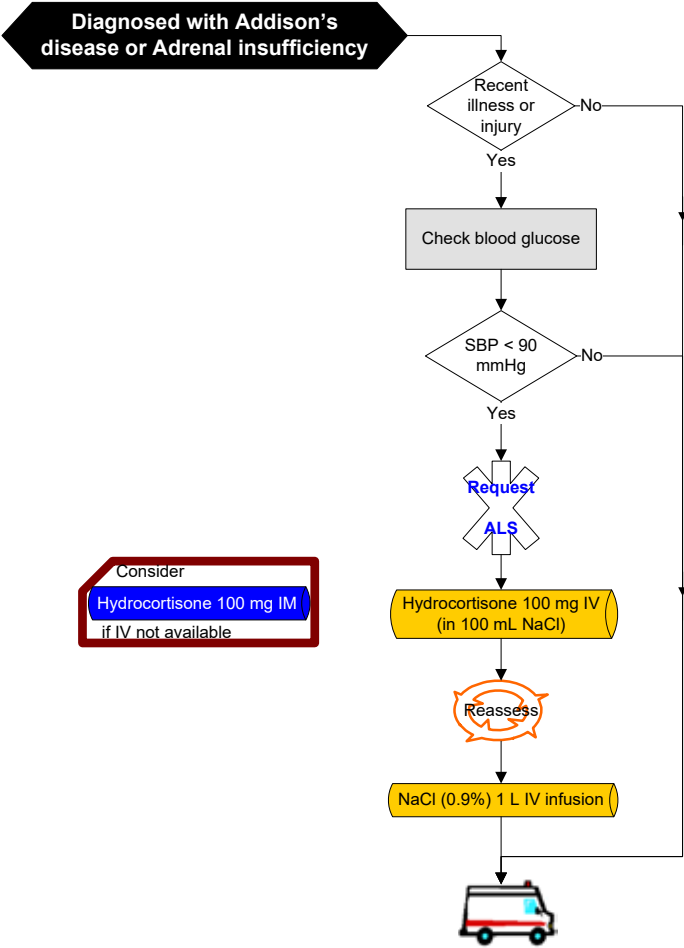 Diagnosed with Addison’s
disease or Adrenal insufficiency
Recent
illness or
injury
No
Yes
Check blood glucose
SBP < 90
mmHg
No
Yes
Request
ALS
Consider
Hydrocortisone 100 mg IM
if IV not available
Hydrocortisone 100 mg IV
(in 100 mL NaCl)
Reassess
NaCl (0.9%) 1 L IV infusion